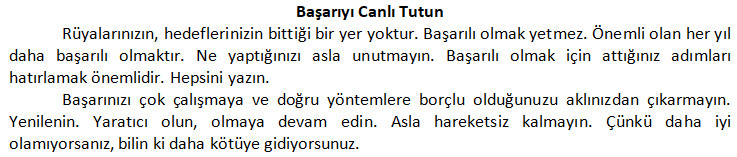 Başarıyı Canlı Tutun
Rüyalarınızın, hedeflerinizin bittiği bir yer yoktur. Başarılı olmak yetmez. Önemli olan her yıl
daha başarılı olmaktır. Ne yaptığınızı asla unutmayın. Başarılı olmak için attığınız adımları
hatırlamak önemlidir. Hepsini yazın.
Başarınızı çok çalışmaya ve doğru yöntemlere borçlu olduğunuzu aklınızdan çıkarmayın.
Yenilenin. Yaratıcı olun, olmaya devam edin. Asla hareketsiz kalmayın. Çünkü daha iyi
olamıyorsanız, bilin ki daha kötüye gidiyorsunuz.